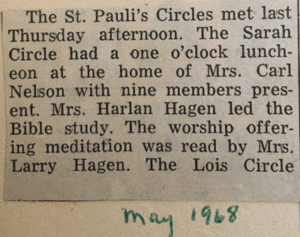 The St. Pauli's Circles met last
Thursday afternoon. The Sarah
Circle had a one o'clock lunch-
eon at the home of Mrs. Carl
Nelson with nine members pres-
ent. Mrs. Harlan Hagen led the
Bible study. The worship offer-
ing meditation was read by Mrs.
Larry Hagen. The Lois Circle
May 1968